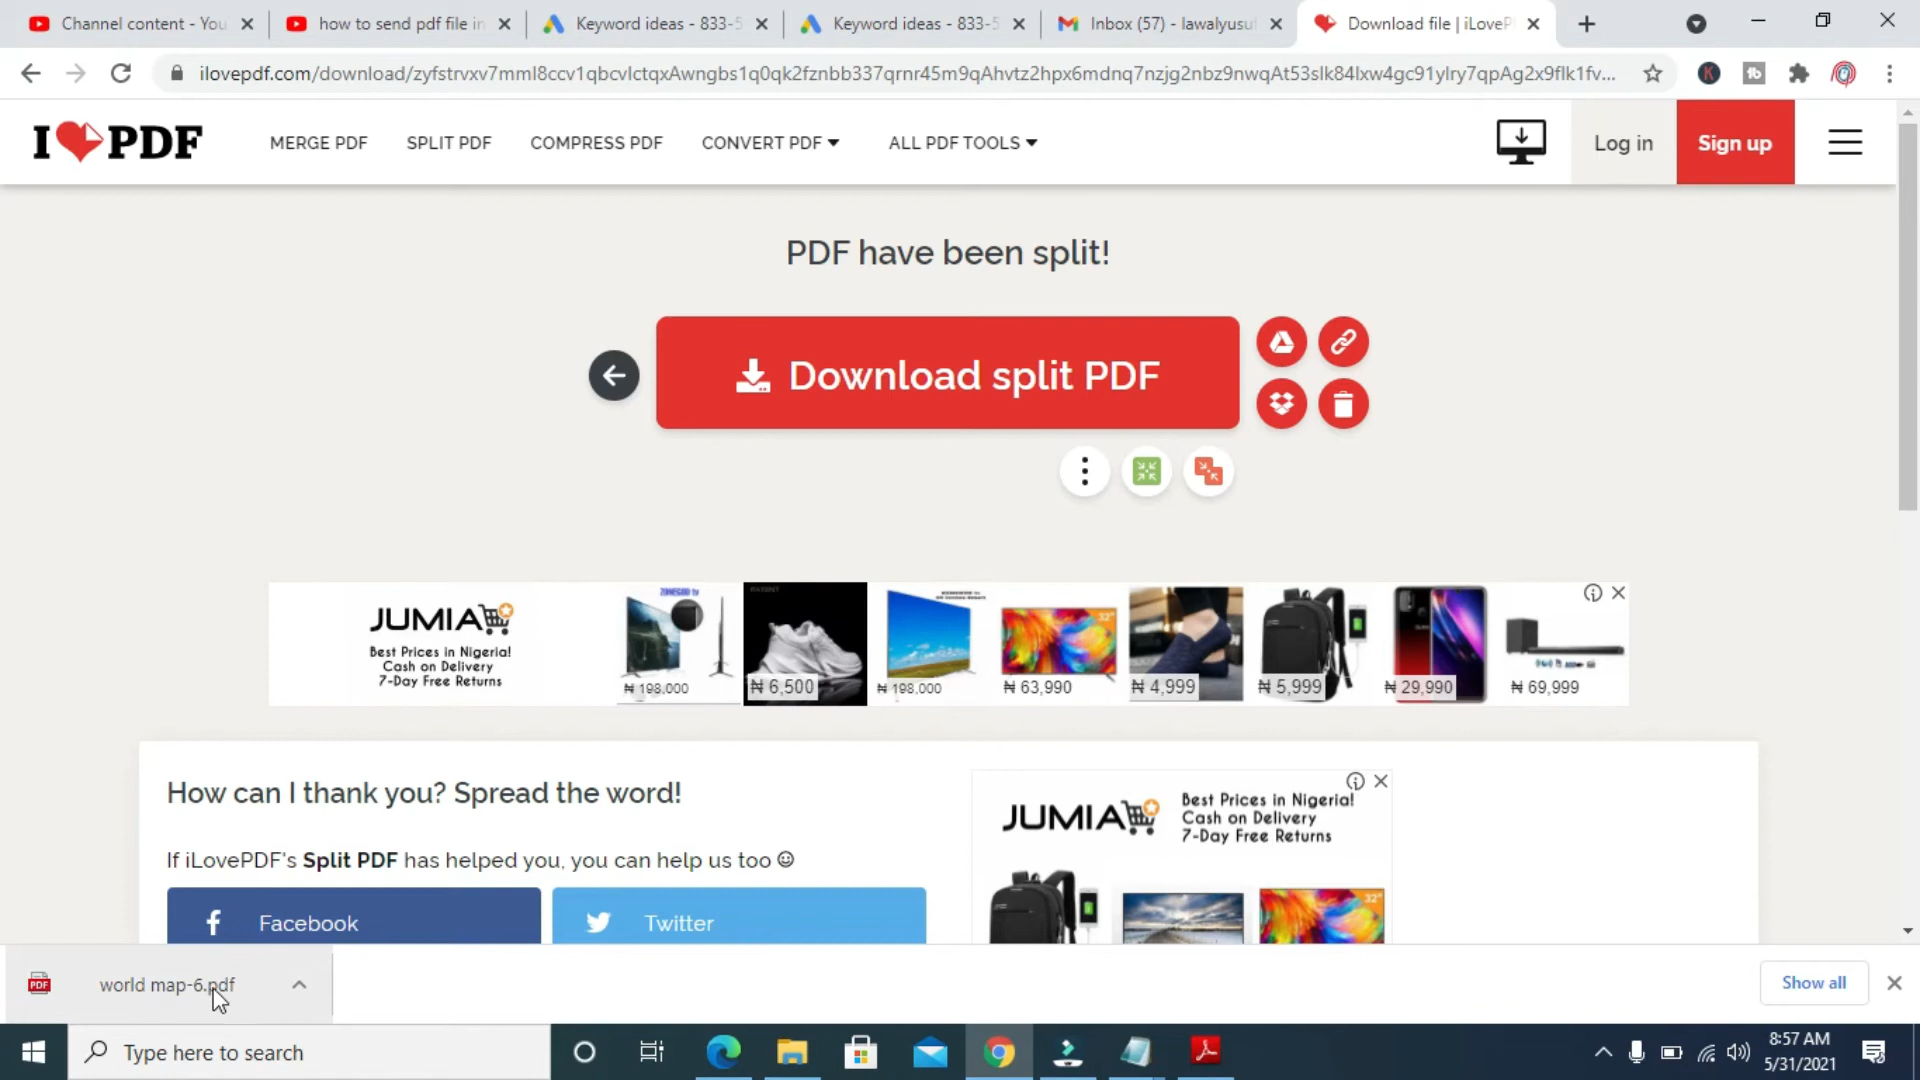 Channel content - You
how to send pdf file in
Keyword ideas - 833-5
Keyword ideas - 833-5
Inbox (57) - lawalyusuf
Download file | iLoveP
ilovepdf.com/download/zyfstrvxv7mml8ccv1qbcvlctqxAwngbs1q0qk2fznbb337qrnr45m9qAhvtz2hpx6mdnq7nzjg2nbz9nwqAt53slk84lxw4gc91ylry7qpAg2x9flk1fv...
I PDF
MERGE PDF
SPLIT PDF
COMPRESS PDF
CONVERT PDF
ALL PDF TOOLS
Log in
Sign up
PDF have been split!
Download split PDF
JUMIA
Best Prices in Nigeria!
Cash on Delivery
7-Day Free Returns
₦ 198,000
₦ 6,500
₦ 198,000
32"
₦ 63,990
₦ 4,999
₦ 5,999
₦ 29,990
₦ 69,999
How can I thank you? Spread the word!
If iLovePDF's Split PDF has helped you, you can help us too
Facebook
Twitter
JUMIA
Best Prices in Nigeria!
Cash on Delivery
7-Day Free Returns
32"
PDF
world map-6.pdf
Show all
Type here to search
8:57 AM
5/31/2021